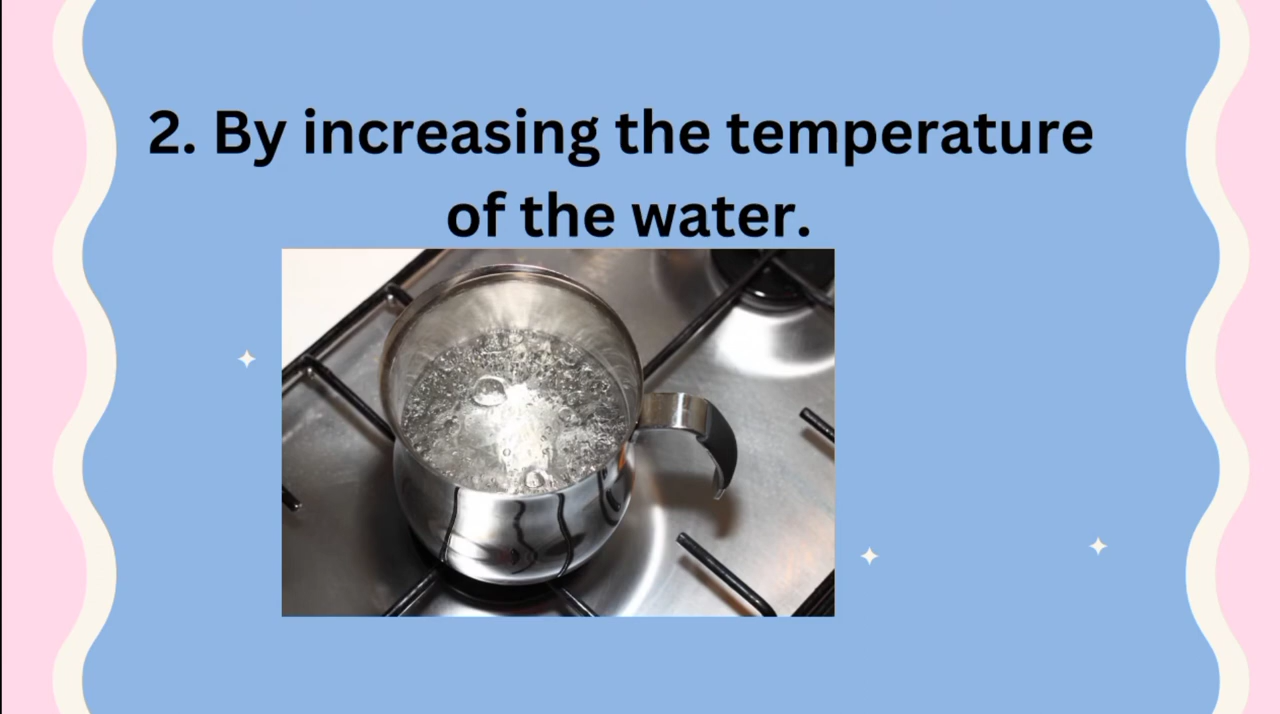 2. By increasing the temperature
of the water.